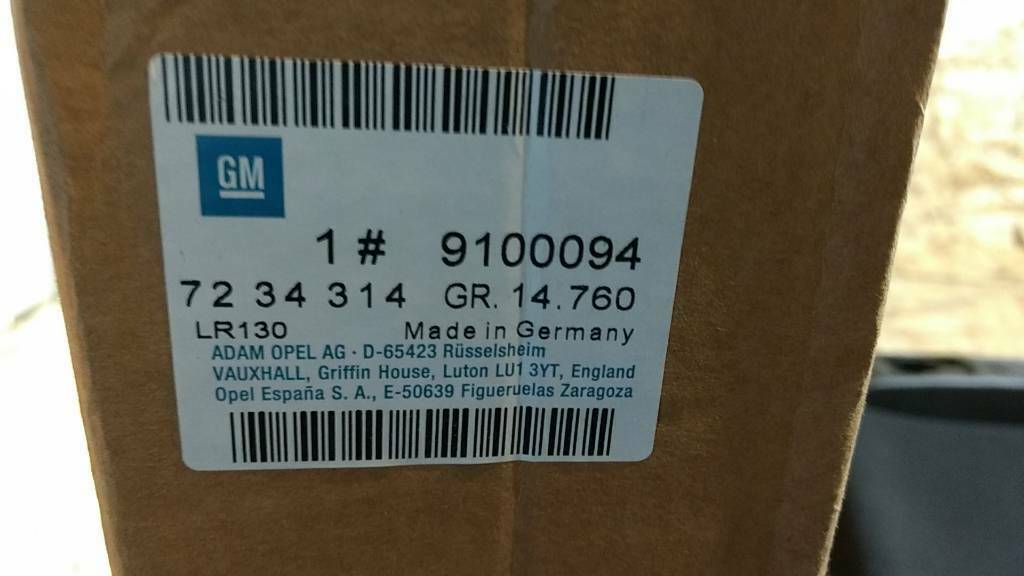 GM
1 # 9100094
72 34 314 GR. 14.760
LR130 Made in Germany
ADAM OPEL AG · D-65423 Rüsselsheim
VAUXHALL, Griffin House, Luton LU1 3YT, England
Opel España S. A., E-50639 Figueruelas Zaragoza